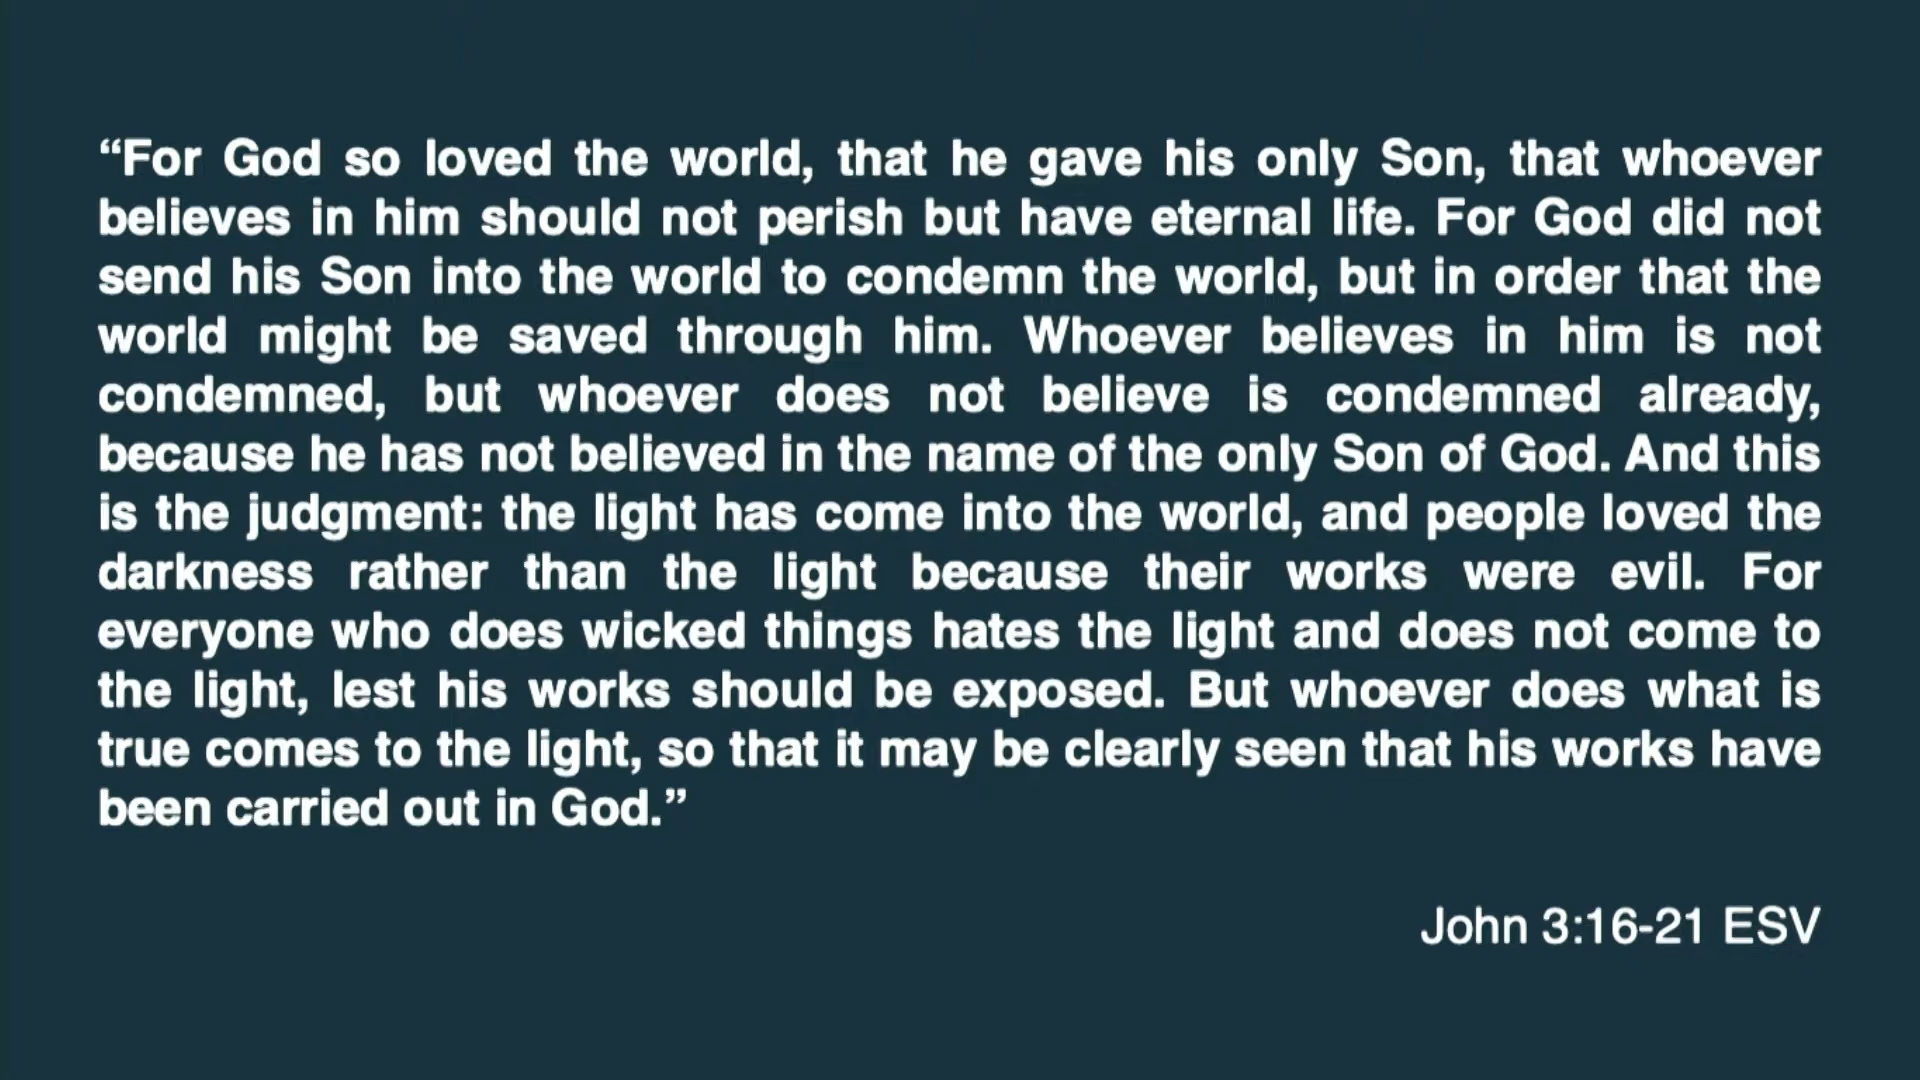 “For God so loved the world, that he gave his only Son, that whoever
believes in him should not perish but have eternal life. For God did not
send his Son into the world to condemn the world, but in order that the
world might be saved through him. Whoever believes in him is not
condemned, but whoever does not believe is condemned already,
because he has not believed in the name of the only Son of God. And this
is the judgment: the light has come into the world, and people loved the
darkness rather than the light because their works were evil. For
everyone who does wicked things hates the light and does not come to
the light, lest his works should be exposed. But whoever does what is
true comes to the light, so that it may be clearly seen that his works have
been carried out in God.”
John 3:16-21 ESV